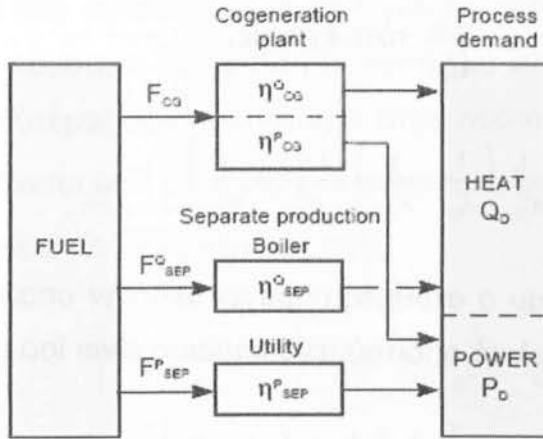 Cogeneration plant
Process demand
F_CG
η^Q_CG
η^P_CG
FUEL
HEAT
Q_D
Separate production
Boiler
F^Q_SEP
η^Q_SEP
Utility
F^P_SEP
η^P_SEP
POWER
P_D